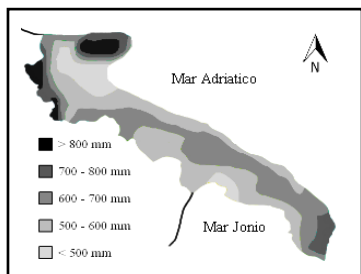 Mar Adriatico
N
> 800 mm
700 - 800 mm
600 - 700 mm
500 - 600 mm
< 500 mm
Mar Jonio